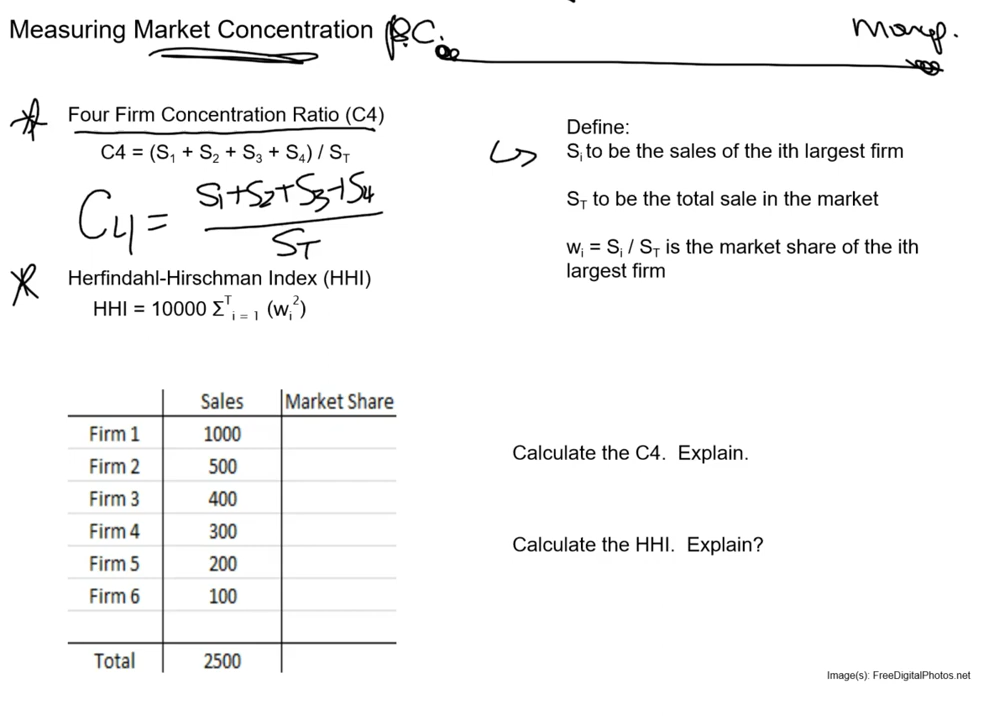 Measuring Market Concentration P.C.
Monop.
Four Firm Concentration Ratio (C4)
C4 = (S₁ + S₂ + S₃ + S₄) / S_T
C4 = S1+S2+S3+S4 / ST
Herfindahl-Hirschman Index (HHI)
HHI = 10000 Σᵀᵢ₌₁ (wᵢ²)
Define:
Sᵢ to be the sales of the ith largest firm
S_T to be the total sale in the market
wᵢ = Sᵢ / S_T is the market share of the ith
largest firm
Sales Market Share
Firm 1 1000
Firm 2 500
Firm 3 400
Firm 4 300
Firm 5 200
Firm 6 100
Total 2500
Calculate the C4. Explain.
Calculate the HHI. Explain?
Image(s): FreeDigitalPhotos.net